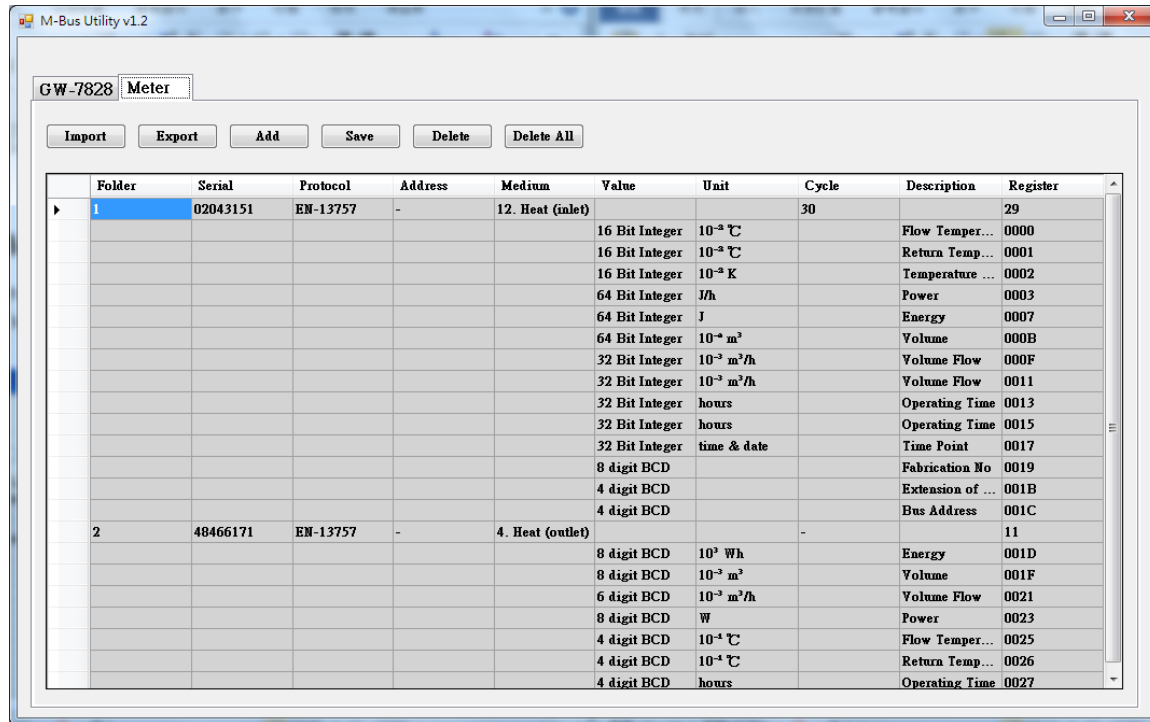 M-Bus Utility v1.2
GW-7828 Meter
Import Export Add Save Delete Delete All
Folder Serial Protocol Address Medium Value Unit Cycle Description Register
1 02043151 EN-13757 - 12. Heat (inlet) 30 29
16 Bit Integer 10⁻² ℃ Flow Temper... 0000
16 Bit Integer 10⁻² ℃ Return Temp... 0001
16 Bit Integer 10⁻² K Temperature ... 0002
64 Bit Integer J/h Power 0003
64 Bit Integer J Energy 0007
64 Bit Integer m³ Volume 000B
32 Bit Integer 10⁻³ m³/h Volume Flow 000F
32 Bit Integer 10⁻³ m³/h Volume Flow 0011
32 Bit Integer hours Operating Time 0013
32 Bit Integer hours Operating Time 0015
32 Bit Integer time & date Time Point 0017
8 digit BCD Fabrication No 0019
4 digit BCD Extension of ... 001B
4 digit BCD Bus Address 001C
2 48466171 EN-13757 - 4. Heat (outlet) - 11
8 digit BCD 10³ Wh Energy 001D
8 digit BCD 10⁻³ m³ Volume 001F
6 digit BCD 10⁻³ m³/h Volume Flow 0021
8 digit BCD W Power 0023
4 digit BCD 10⁻¹ ℃ Flow Temper... 0025
4 digit BCD 10⁻¹ ℃ Return Temp... 0026
4 digit BCD hours Operating Time 0027